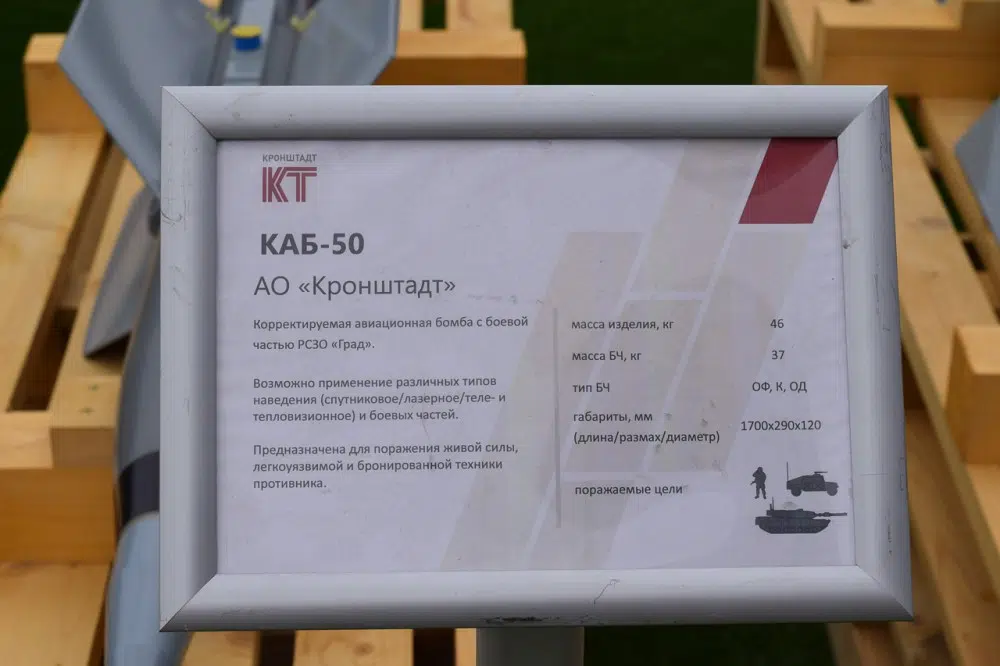 КРОНШТАДТ
КТ
КАБ-50
АО «Кронштадт»
Корректируемая авиационная бомба с боевой
частью РСЗО «Град».
Возможно применение различных типов
наведения (спутниковое/лазерное/теле- и
тепловизионное) и боевых частей.
Предназначена для поражения живой силы,
легкоуязвимой и бронированной техники
противника.
масса изделия, кг 46
масса БЧ, кг 37
тип БЧ ОФ, К, ОД
габариты, мм
(длина/размах/диаметр) 1700х290х120
поражаемые цели